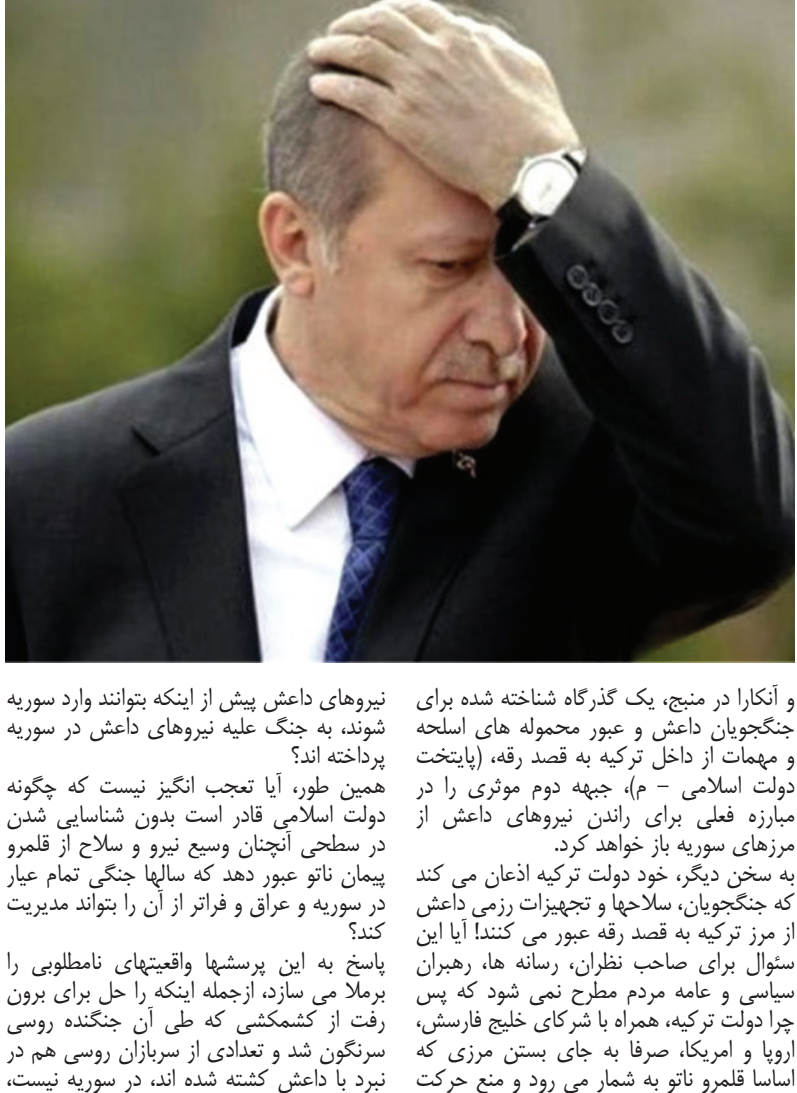 و آنکارا در منبج، یک گذرگاه شناخته شده برای
جنگجویان داعش و عبور محموله های اسلحه
و مهمات از داخل ترکیه به قصد رقه، (پایتخت
دولت اسلامی – م)، جبهه دوم موثری را در
مبارزه فعلی برای راندن نیروهای داعش از
مرزهای سوریه باز خواهد کرد.
به سخن دیگر، خود دولت ترکیه اذعان می کند
که جنگجویان، سلاحها و تجهیزات رزمی داعش
از مرز ترکیه به قصد رقه عبور می کنند! آیا این
سئوال برای صاحب نظران، رسانه ها، رهبران
سیاسی و عامه مردم مطرح نمی شود که پس
چرا دولت ترکیه، همراه با شرکای خلیج فارسش،
اروپا و امریکا، صرفا به جای بستن مرزی که
اساسا قلمرو ناتو به شمار می رود و منع حرکت
نیروهای داعش پیش از اینکه بتوانند وارد سوریه
شوند، به جنگ علیه نیروهای داعش در سوریه
پرداخته اند؟
همین طور، آیا تعجب انگیز نیست که چگونه
دولت اسلامی قادر است بدون شناسایی شدن
در سطحی آنچنان وسیع نیرو و سلاح از قلمرو
پیمان ناتو عبور دهد که سالها جنگی تمام عیار
در سوریه و عراق و فراتر از آن را بتواند مدیریت
کند؟
پاسخ به این پرسشها واقعیتهای نامطلوبی را
برملا می سازد، ازجمله اینکه را حل برای برون
رفت از کشمکشی که طی آن جنگنده روسی
سرنگون شد و تعدادی از سربازان روسی هم در
نبرد با داعش کشته شده اند، در سوریه نیست،